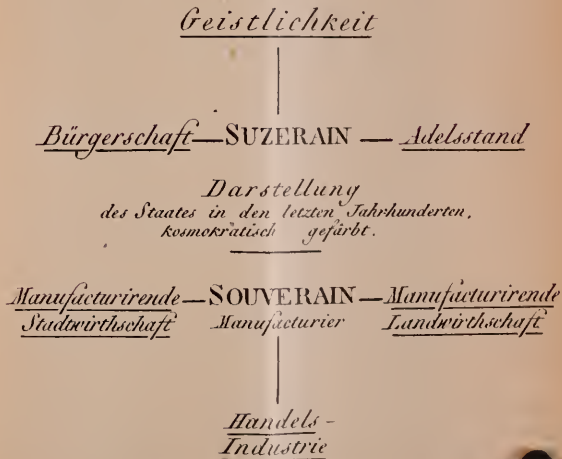 Geistlichkeit
Bürgerschaft — SUZERAIN — Adelsstand
Darstellung
des Staates in den letzten Jahrhunderten,
kosmokratisch gefärbt.
Manufacturirende — SOUVERAIN — Manufacturirende
Stadtwirthschaft Manufacturier Landwirthschaft
Handels-
Industrie